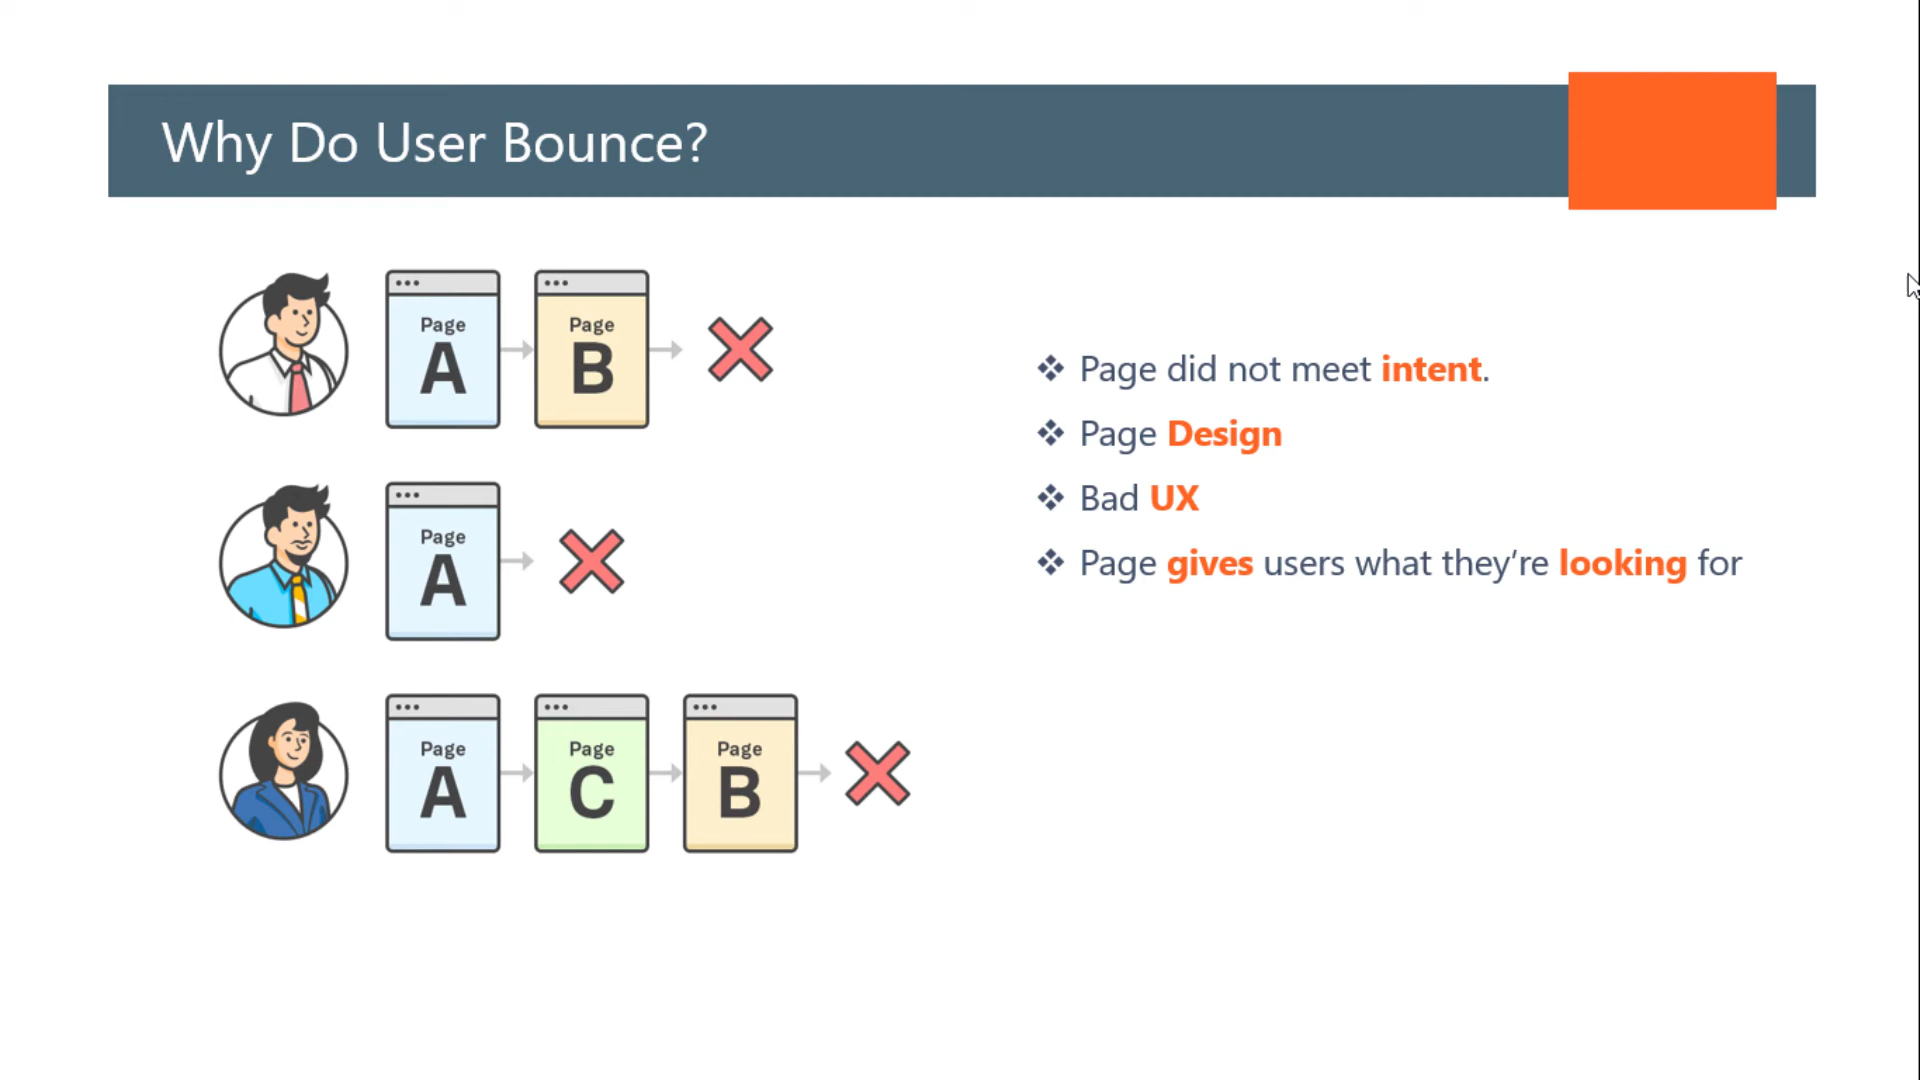 Why Do User Bounce?
Page
A
Page
B
Page
A
Page
A
Page
C
Page
B
Page did not meet intent.
Page Design
Bad UX
Page gives users what they’re looking for